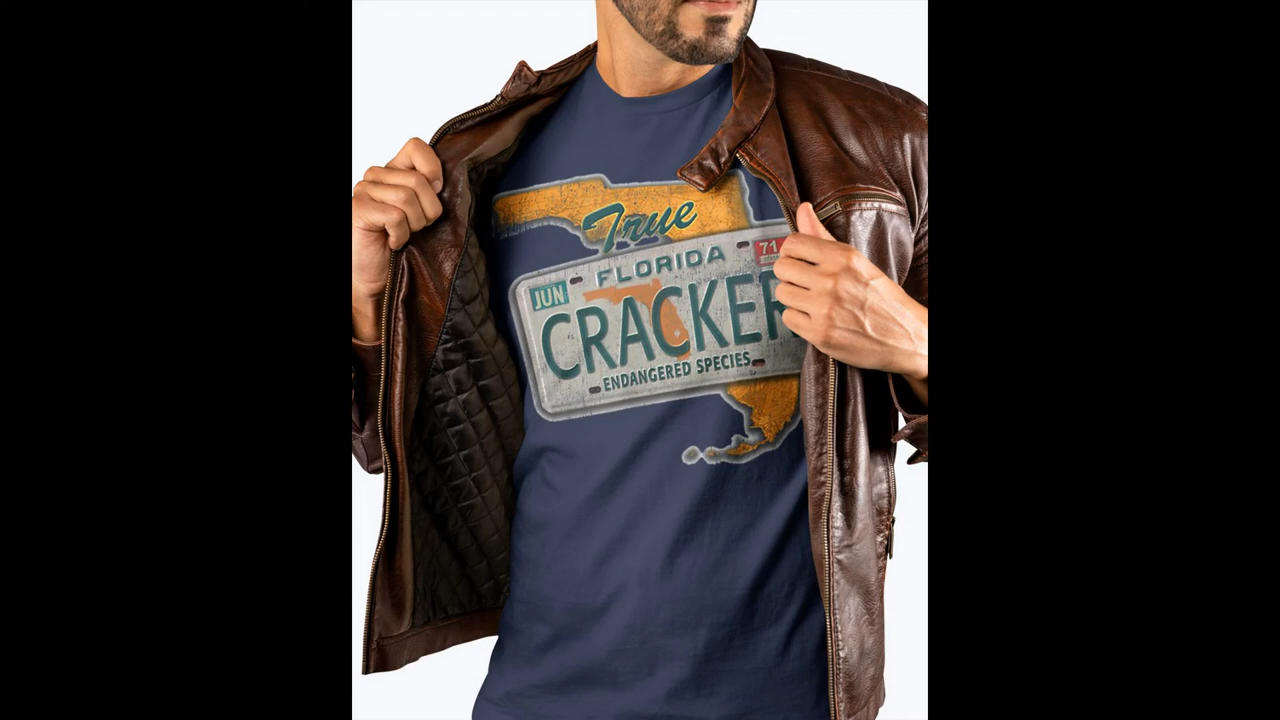 True
FLORIDA
71
JUN
CRACKER
ENDANGERED SPECIES